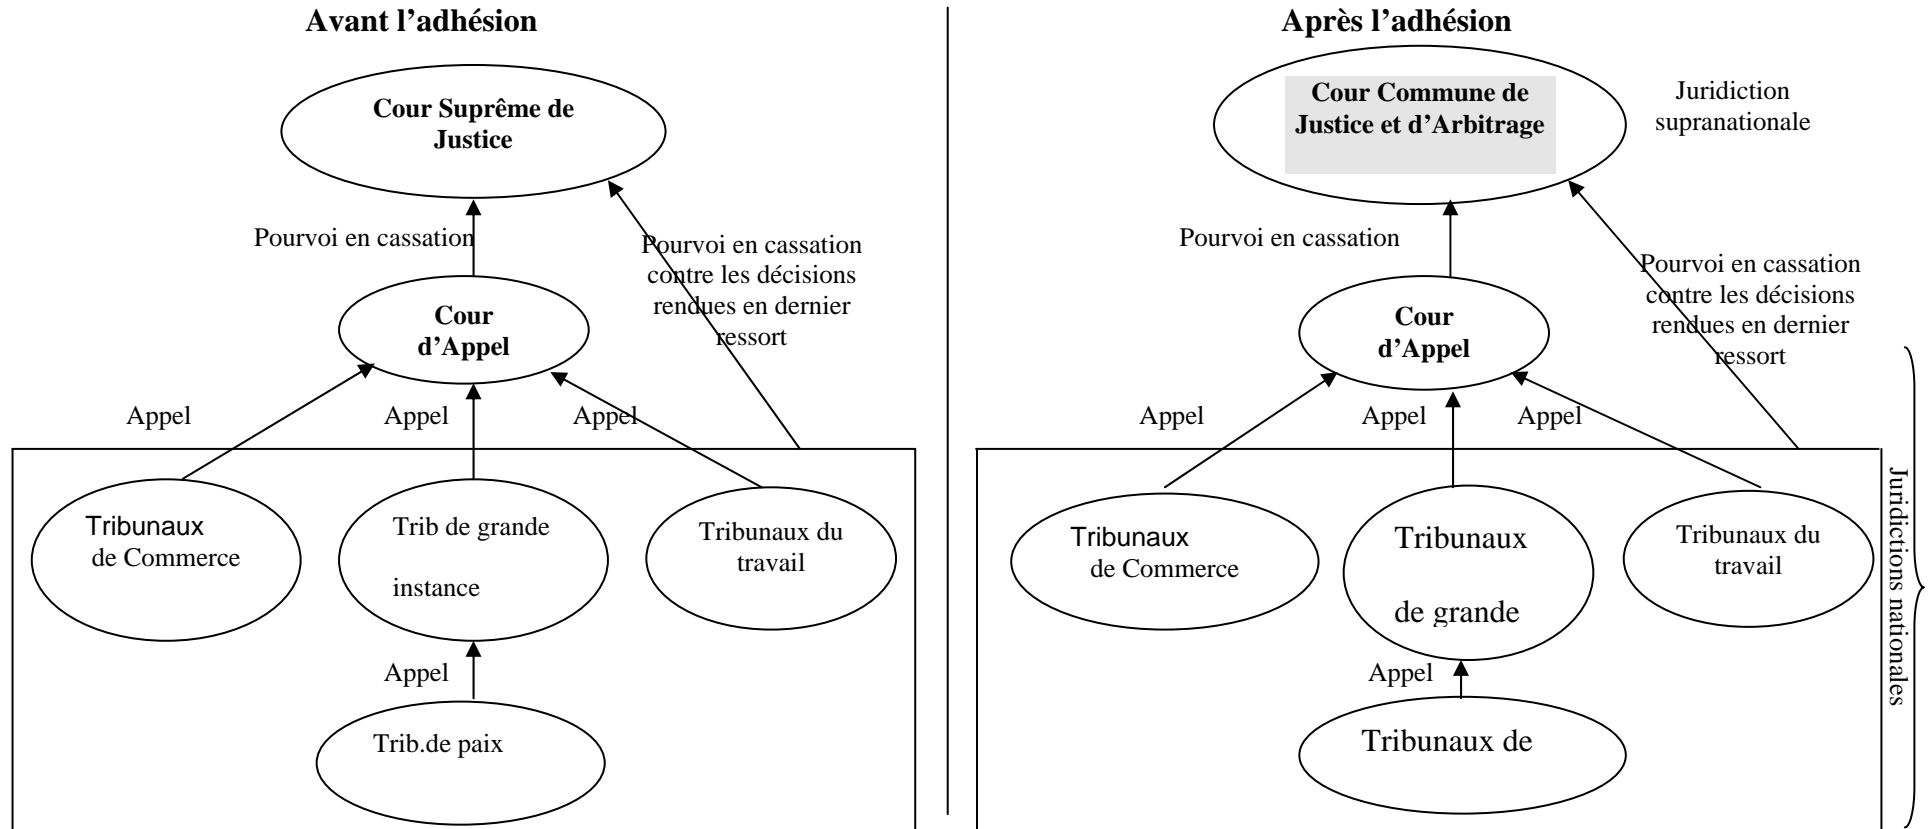 Avant l’adhésion
Cour Suprême de
Justice
Pourvoi en cassation
Pourvoi en cassation
contre les décisions
rendues en dernier
ressort
Cour
d’Appel
Appel
Appel
Appel
Tribunaux
de Commerce
Trib de grande
instance
Tribunaux du
travail
Appel
Trib.de paix
Après l’adhésion
Cour Commune de
Justice et d’Arbitrage
Juridiction
supranationale
Pourvoi en cassation
Pourvoi en cassation
contre les décisions
rendues en dernier
ressort
Cour
d’Appel
Appel
Appel
Appel
Tribunaux
de Commerce
Tribunaux
de grande
Tribunaux du
travail
Appel
Tribunaux de
Juridictions nationales